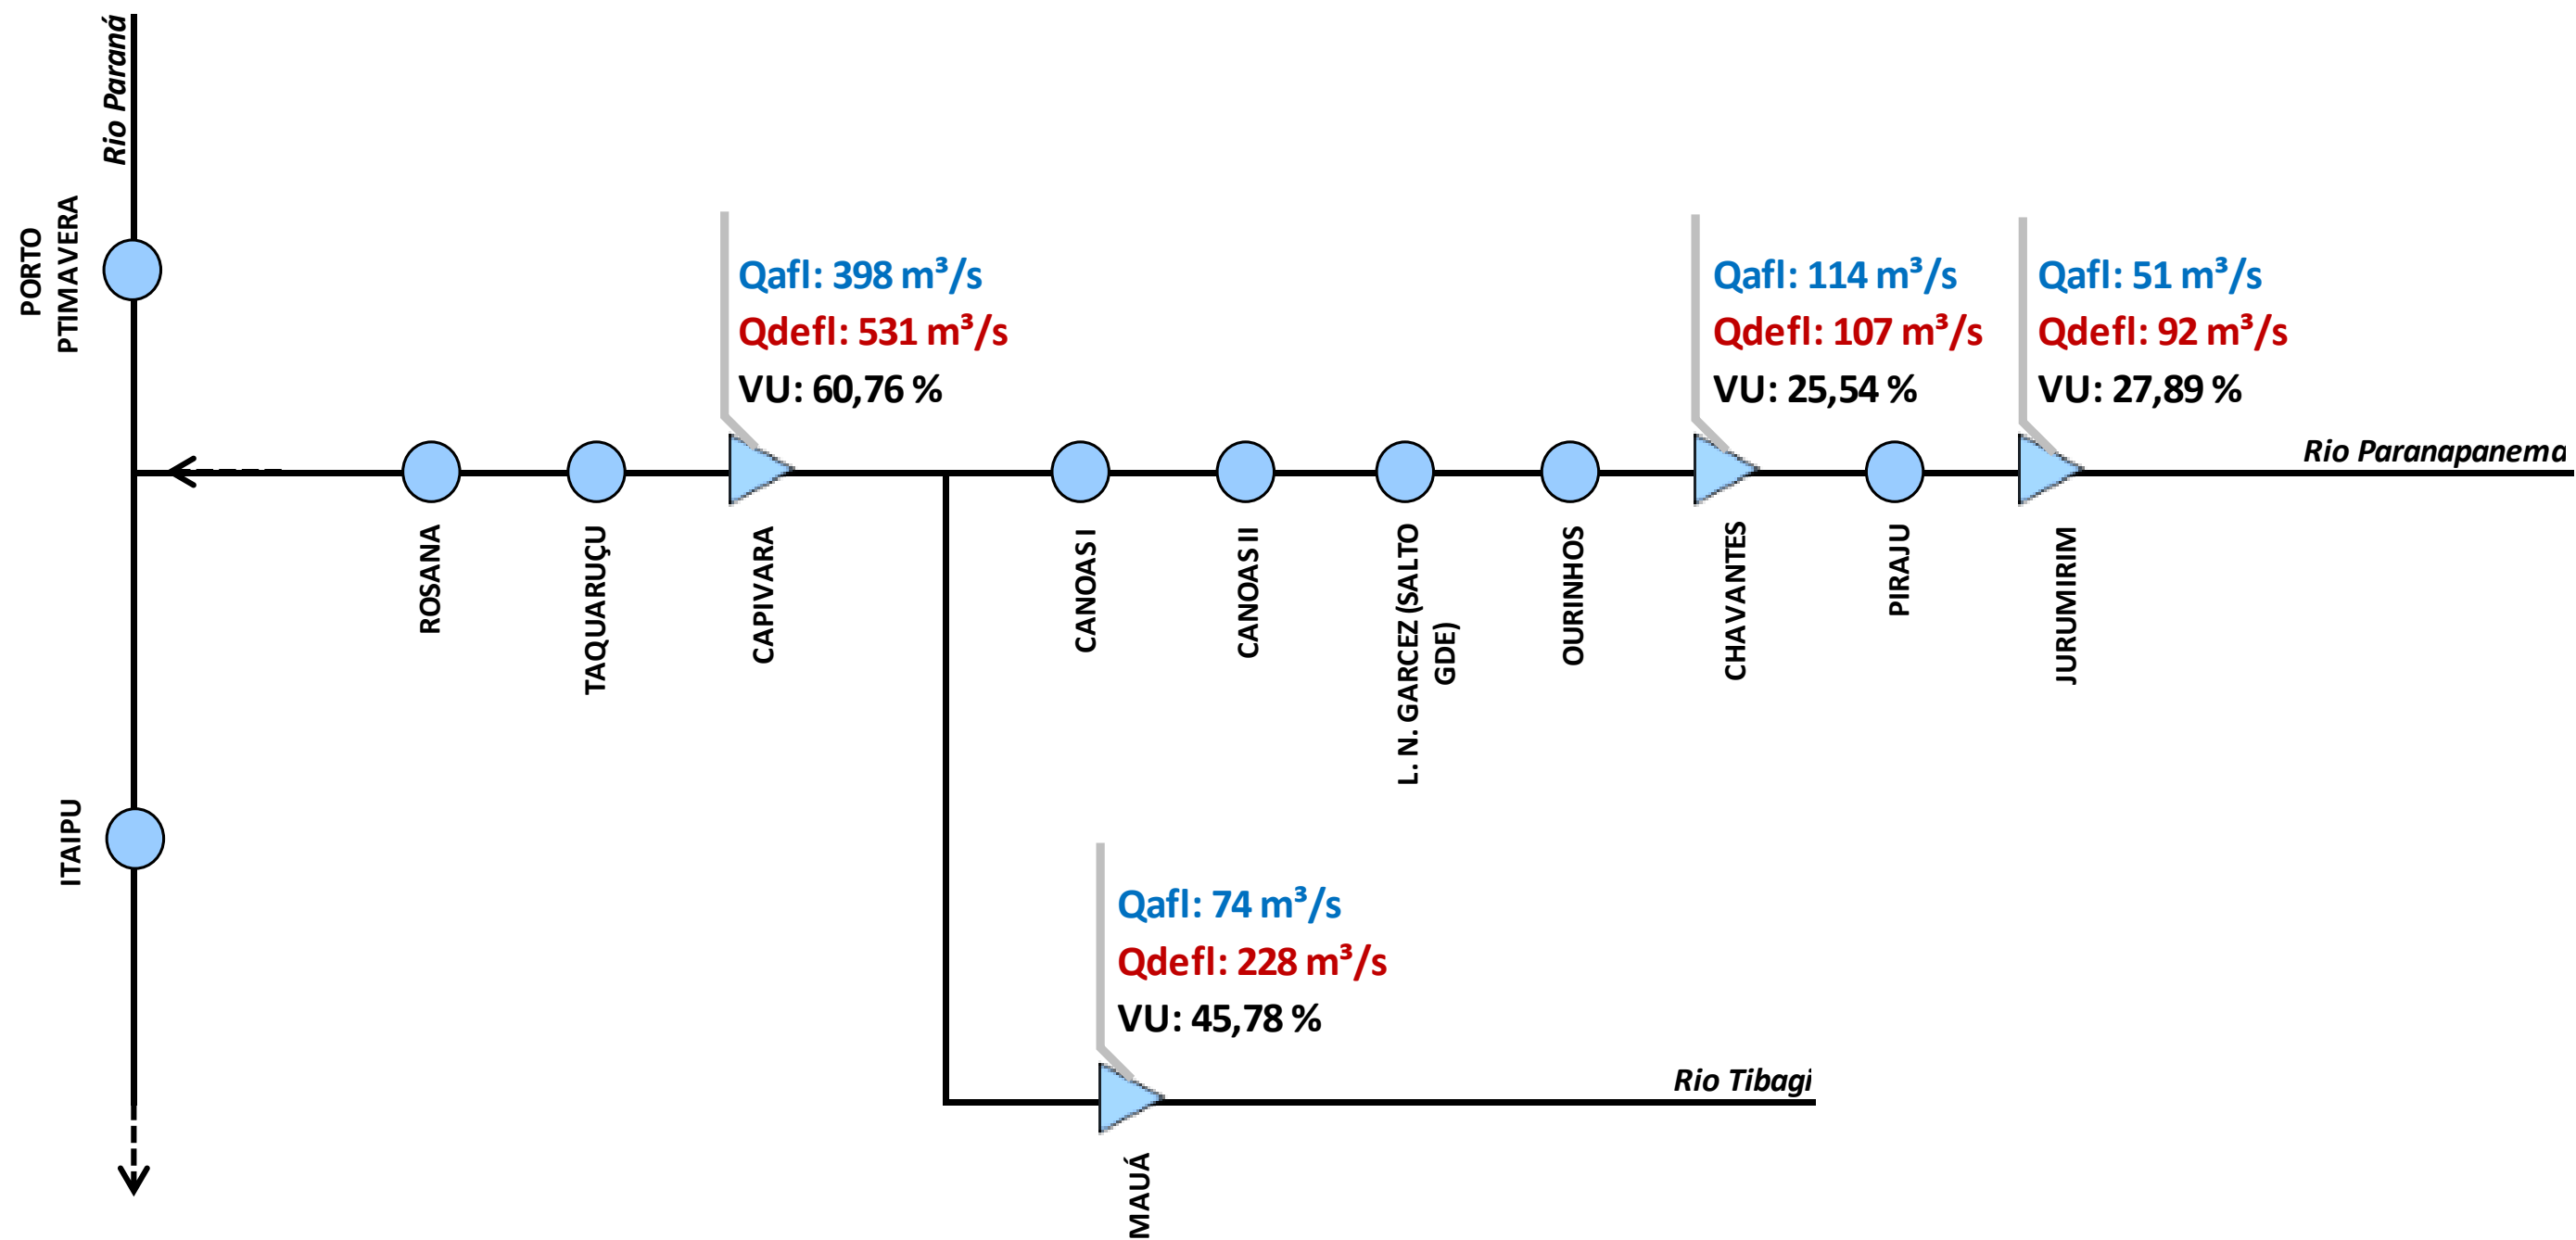 Rio Paraná
PORTO
PTIMAVERA
Qafl: 398 m³/s
Qdefl: 531 m³/s
VU: 60,76 %
Qafl: 114 m³/s
Qdefl: 107 m³/s
VU: 25,54 %
Qafl: 51 m³/s
Qdefl: 92 m³/s
VU: 27,89 %
Rio Paranapanema
ROSANA
TAQUARUÇU
CAPIVARA
CANOAS I
CANOAS II
L. N. GARCEZ (SALTO
GDE)
OURINHOS
CHAVANTES
PIRAJU
JURUMIRIM
ITAIPU
Qafl: 74 m³/s
Qdefl: 228 m³/s
VU: 45,78 %
Rio Tibagi
MAUÁ